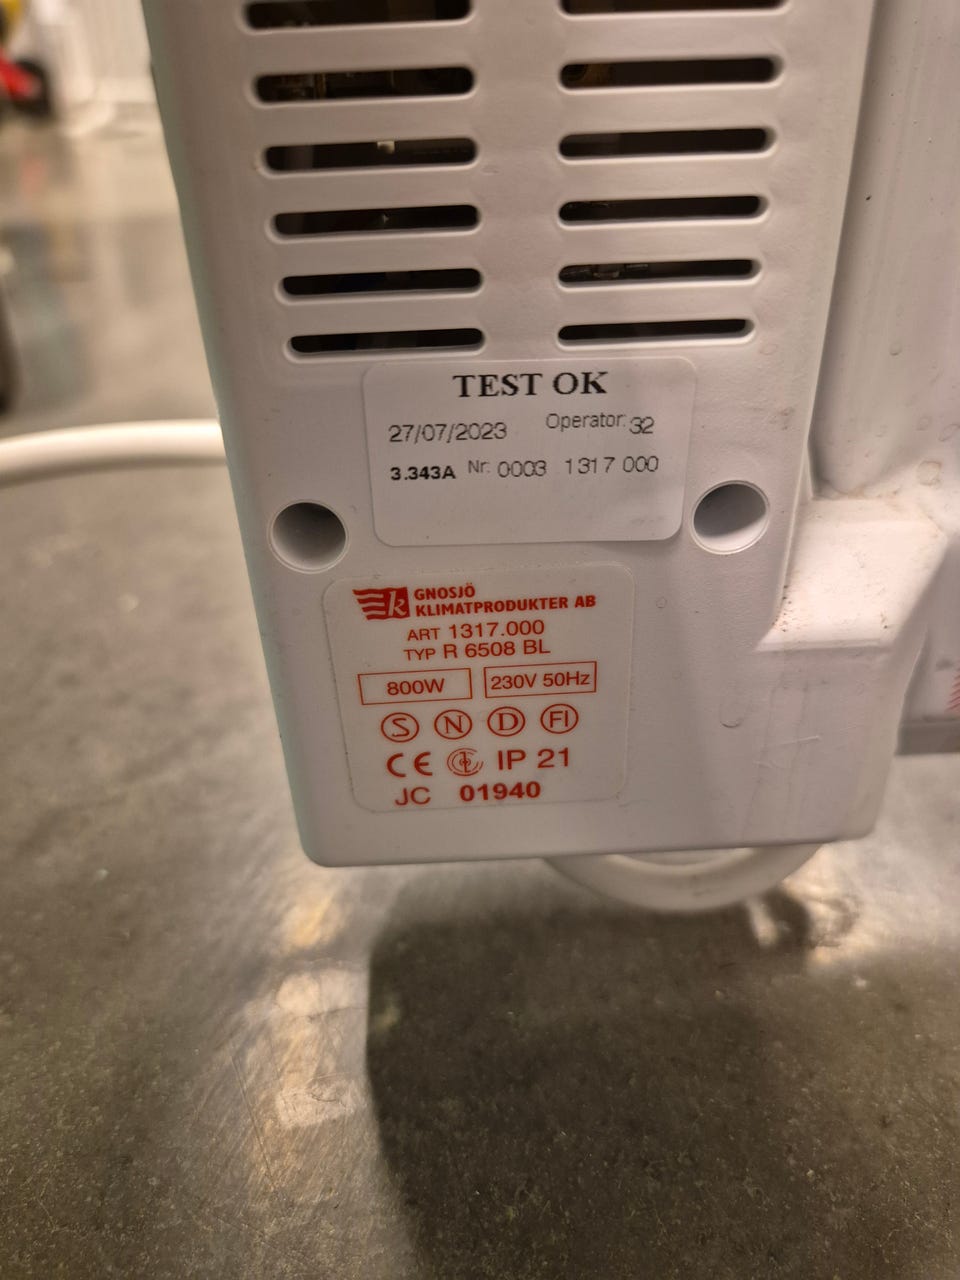 TEST OK
27/07/2023 Operator: 32
3.343A Nr: 0003 1317 000
k GNOSJÖ
KLIMATPRODUKTER AB
ART 1317.000
TYP R 6508 BL
800W 230V 50Hz
S N D FI
CE IP 21
JC 01940